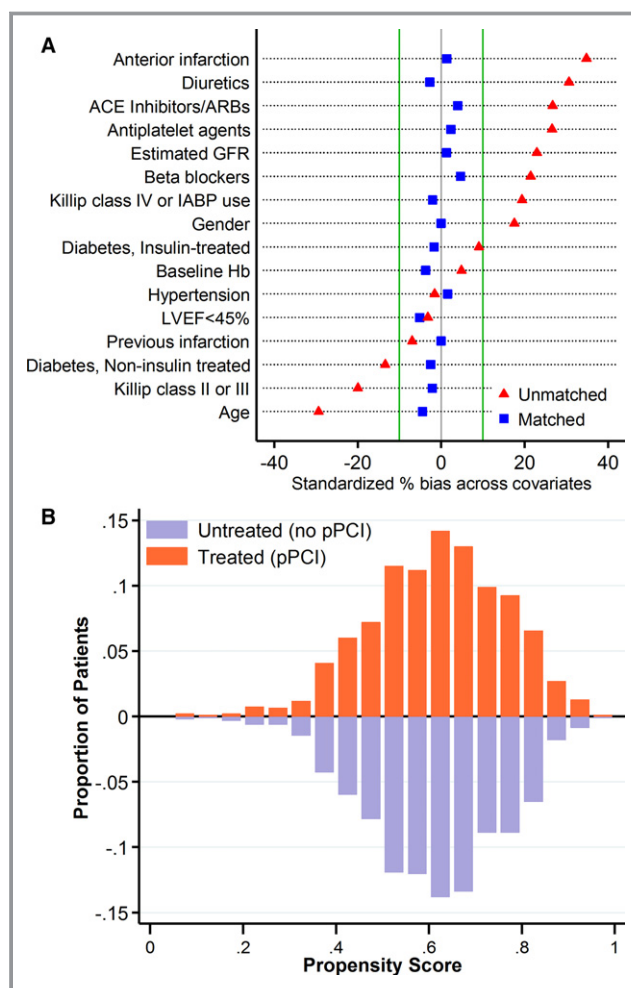 A
Anterior infarction
Diuretics
ACE Inhibitors/ARBs
Antiplatelet agents
Estimated GFR
Beta blockers
Killip class IV or IABP use
Gender
Diabetes, Insulin-treated
Baseline Hb
Hypertension
LVEF<45%
Previous infarction
Diabetes, Non-insulin treated
Killip class II or III
Age
Unmatched
Matched
-40 -20 0 20 40
Standardized % bias across covariates
B
Untreated (no pPCI)
Treated (pPCI)
.15
.1
.05
0
-.05
-.1
-.15
Proportion of Patients
0 .2 .4 .6 .8 1
Propensity Score